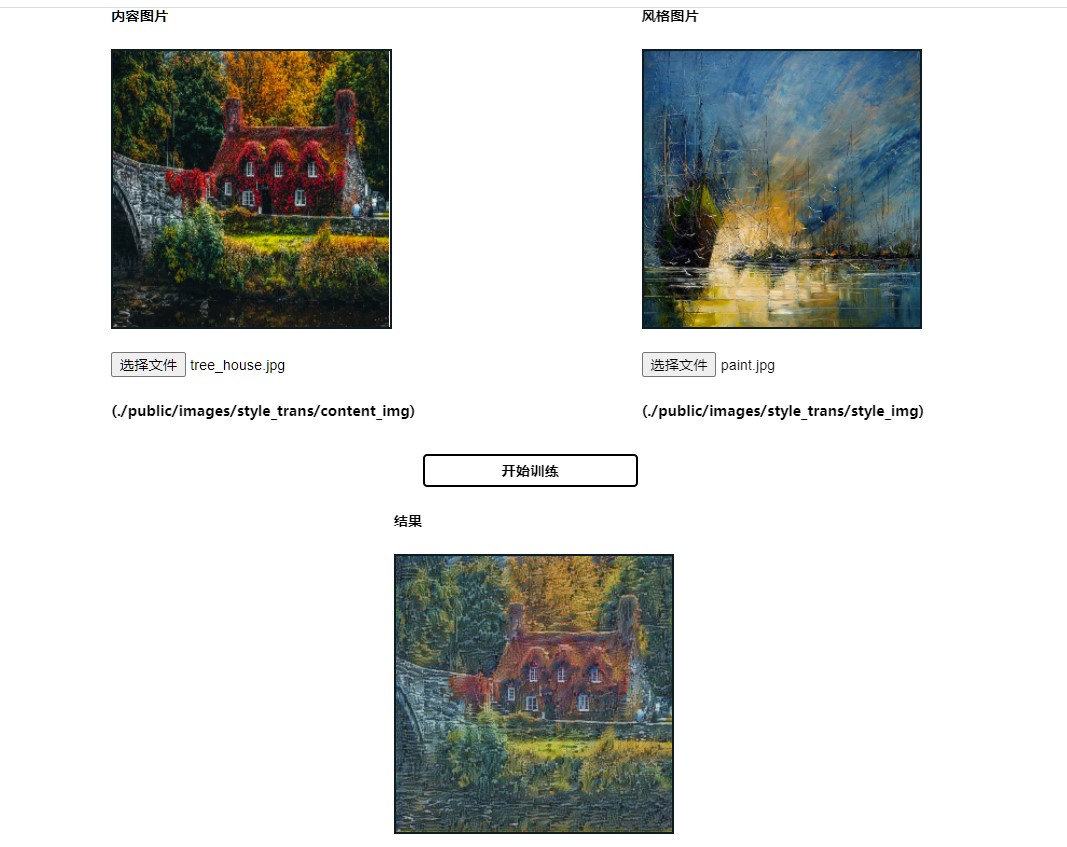 内容图片
风格图片
选择文件 tree_house.jpg
选择文件 paint.jpg
(./public/images/style_trans/content_img)
(./public/images/style_trans/style_img)
开始训练
结果